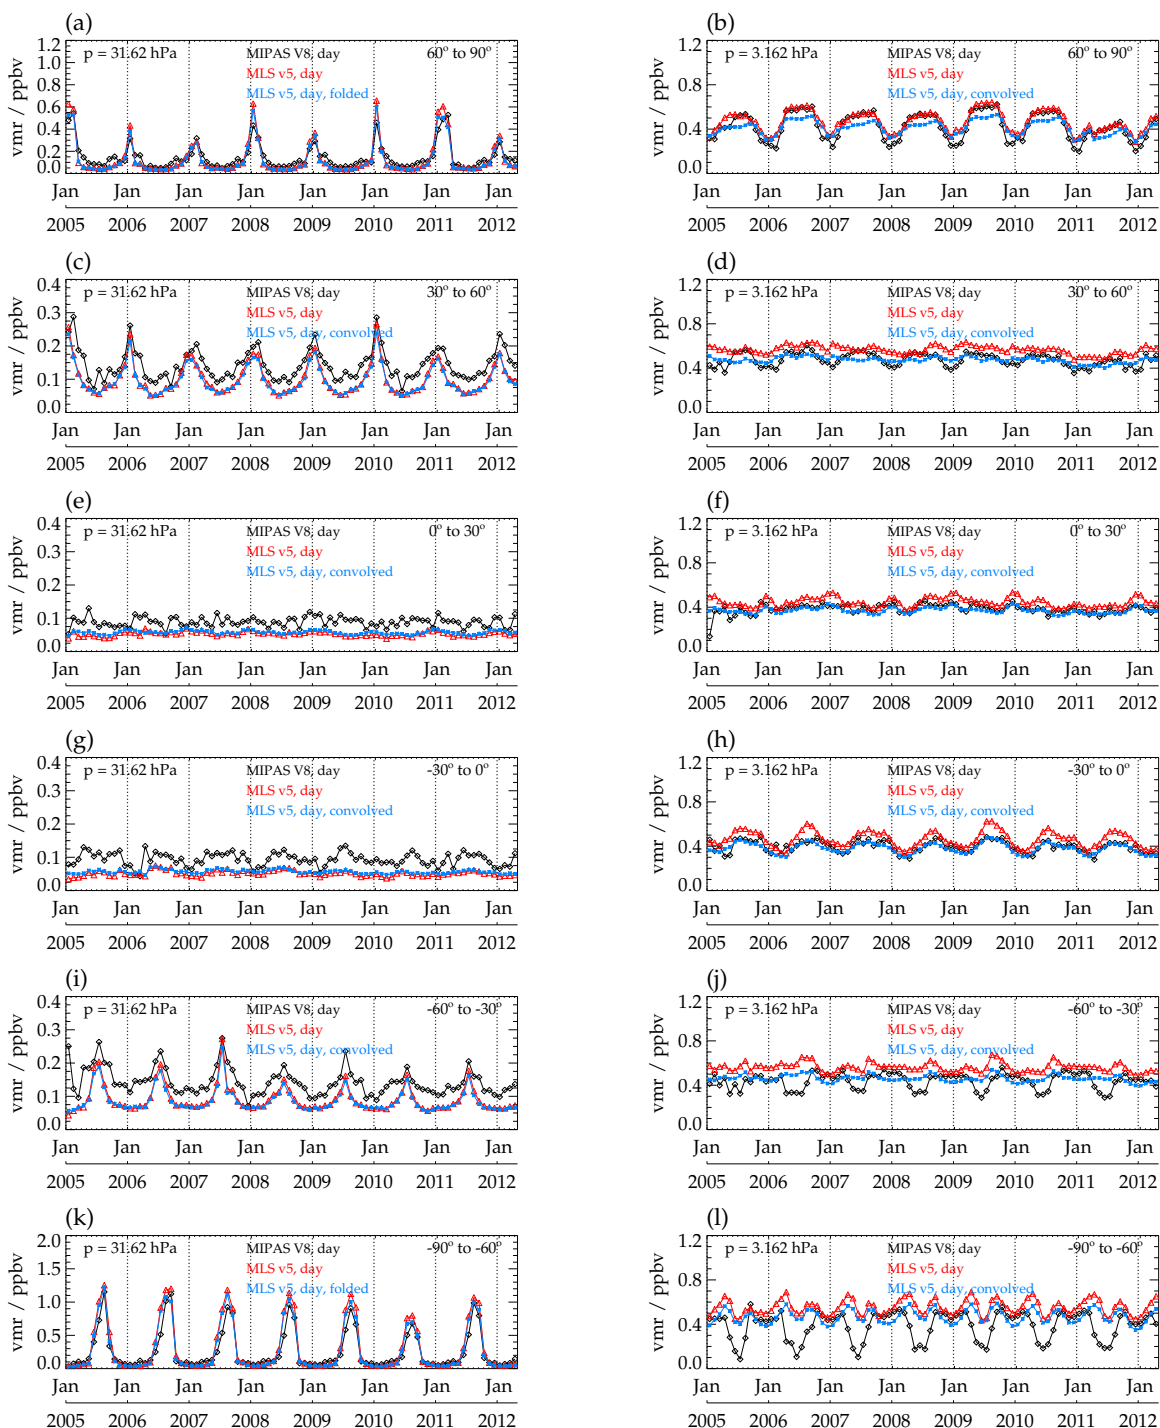 (a)
p = 31.62 hPa MIPAS V8, day 60° to 90°
MLS v5, day
MLS v5, day, folded
vmr / ppbv
1.2
1.0
0.8
0.6
0.4
0.2
0.0
Jan Jan Jan Jan Jan Jan Jan Jan
2005 2006 2007 2008 2009 2010 2011 2012
(b)
p = 3.162 hPa MIPAS V8, day 60° to 90°
MLS v5, day
MLS v5, day, convolved
vmr / ppbv
1.2
0.8
0.4
0.0
Jan Jan Jan Jan Jan Jan Jan Jan
2005 2006 2007 2008 2009 2010 2011 2012
(c)
p = 31.62 hPa MIPAS V8, day 30° to 60°
MLS v5, day
MLS v5, day, convolved
vmr / ppbv
0.4
0.3
0.2
0.1
0.0
Jan Jan Jan Jan Jan Jan Jan Jan
2005 2006 2007 2008 2009 2010 2011 2012
(d)
p = 3.162 hPa MIPAS V8, day 30° to 60°
MLS v5, day
MLS v5, day, convolved
vmr / ppbv
1.2
0.8
0.4
0.0
Jan Jan Jan Jan Jan Jan Jan Jan
2005 2006 2007 2008 2009 2010 2011 2012
(e)
p = 31.62 hPa MIPAS V8, day 0° to 30°
MLS v5, day
MLS v5, day, convolved
vmr / ppbv
0.4
0.3
0.2
0.1
0.0
Jan Jan Jan Jan Jan Jan Jan Jan
2005 2006 2007 2008 2009 2010 2011 2012
(f)
p = 3.162 hPa MIPAS V8, day 0° to 30°
MLS v5, day
MLS v5, day, convolved
vmr / ppbv
1.2
0.8
0.4
0.0
Jan Jan Jan Jan Jan Jan Jan Jan
2005 2006 2007 2008 2009 2010 2011 2012
(g)
p = 31.62 hPa MIPAS V8, day -30° to 0°
MLS v5, day
MLS v5, day, convolved
vmr / ppbv
0.4
0.3
0.2
0.1
0.0
Jan Jan Jan Jan Jan Jan Jan Jan
2005 2006 2007 2008 2009 2010 2011 2012
(h)
p = 3.162 hPa MIPAS V8, day -30° to 0°
MLS v5, day
MLS v5, day, convolved
vmr / ppbv
1.2
0.8
0.4
0.0
Jan Jan Jan Jan Jan Jan Jan Jan
2005 2006 2007 2008 2009 2010 2011 2012
(i)
p = 31.62 hPa MIPAS V8, day -60° to -30°
MLS v5, day
MLS v5, day, convolved
vmr / ppbv
0.4
0.3
0.2
0.1
0.0
Jan Jan Jan Jan Jan Jan Jan Jan
2005 2006 2007 2008 2009 2010 2011 2012
(j)
p = 3.162 hPa MIPAS V8, day -60° to -30°
MLS v5, day
MLS v5, day, convolved
vmr / ppbv
1.2
0.8
0.4
0.0
Jan Jan Jan Jan Jan Jan Jan Jan
2005 2006 2007 2008 2009 2010 2011 2012
(k)
p = 31.62 hPa MIPAS V8, day -90° to -60°
MLS v5, day
MLS v5, day, folded
vmr / ppbv
2.0
1.5
1.0
0.5
0.0
Jan Jan Jan Jan Jan Jan Jan Jan
2005 2006 2007 2008 2009 2010 2011 2012
(l)
p = 3.162 hPa MIPAS V8, day -90° to -60°
MLS v5, day
MLS v5, day, convolved
vmr / ppbv
1.2
0.8
0.4
0.0
Jan Jan Jan Jan Jan Jan Jan Jan
2005 2006 2007 2008 2009 2010 2011 2012